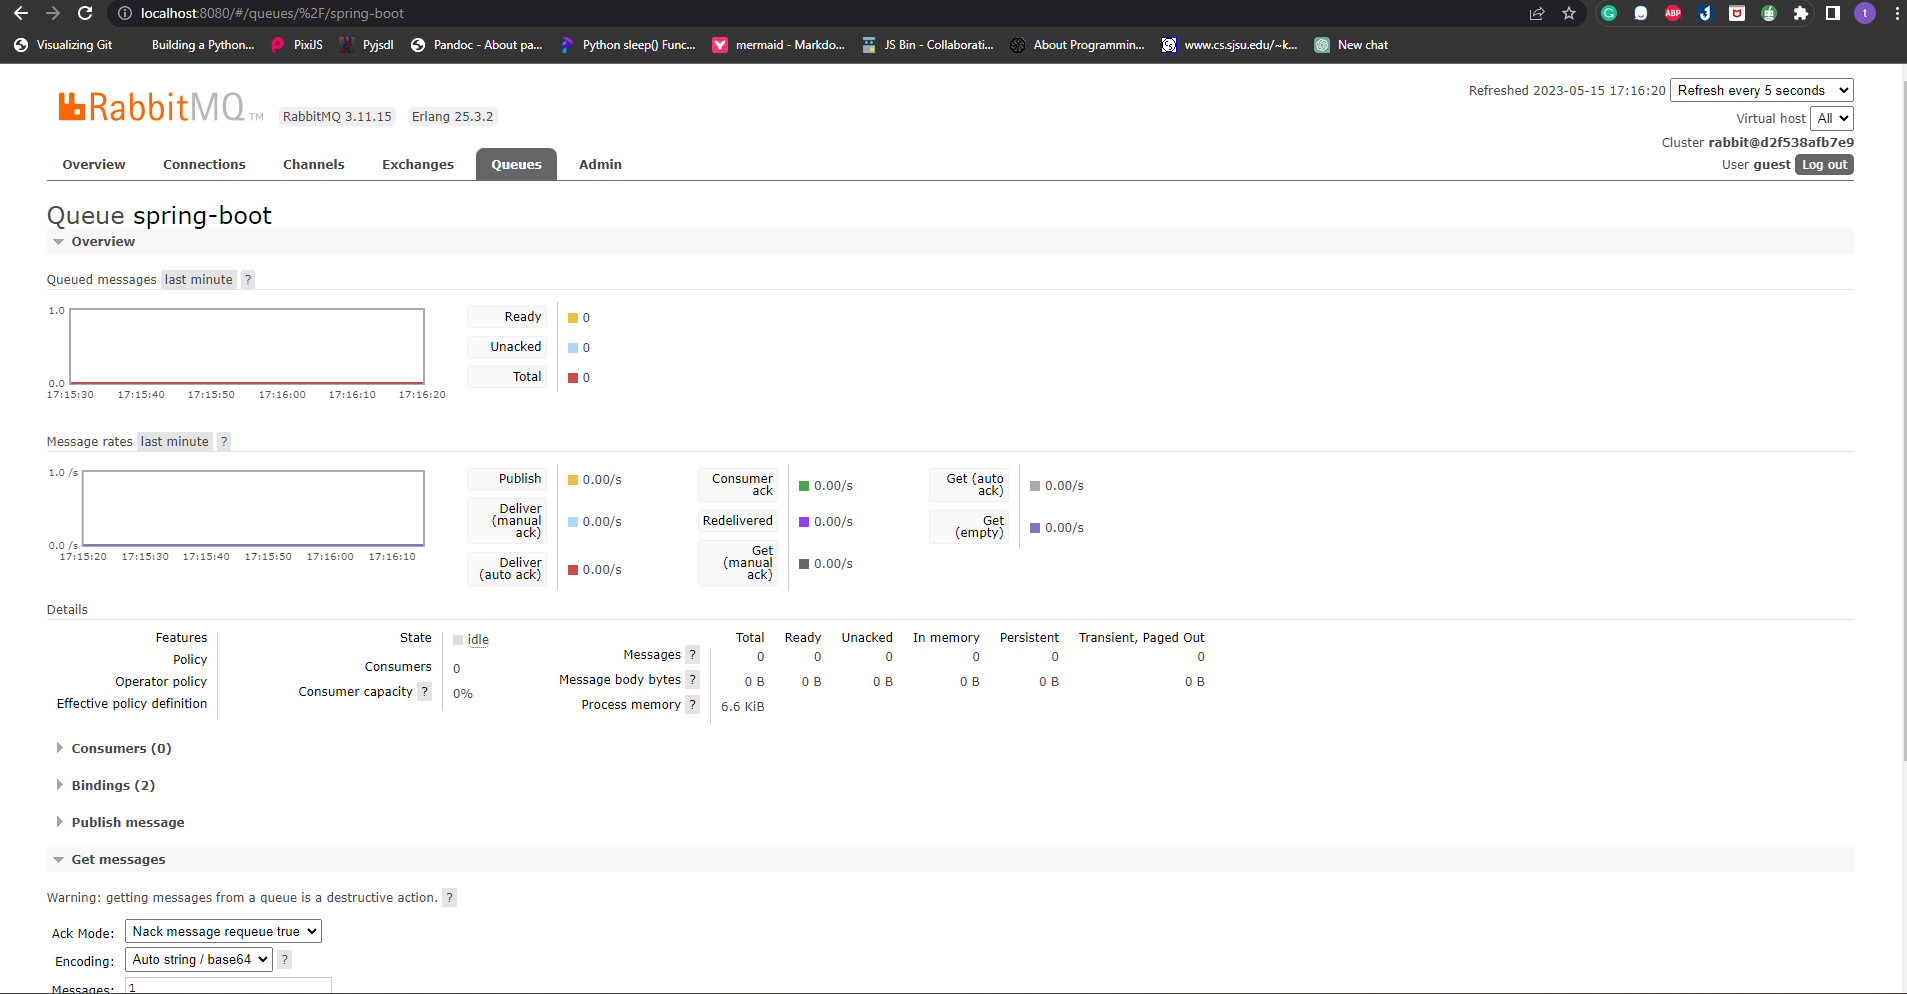 localhost:8080/#/queues/%2F/spring-boot
Visualizing Git Building a Python... PixiJS Pyjsdl Pandoc - About pa... Python sleep() Func... mermaid - Markdo... JS Bin - Collaborati... About Programmin... www.cs.sjsu.edu/~k... New chat
RabbitMQ TM RabbitMQ 3.11.15 Erlang 25.3.2
Refreshed 2023-05-15 17:16:20 Refresh every 5 seconds
Virtual host All
Cluster rabbit@d2f538afb7e9
User guest Log out
Overview Connections Channels Exchanges Queues Admin
Queue spring-boot
Overview
Queued messages last minute ?
1.0
0.0
17:15:30 17:15:40 17:15:50 17:16:00 17:16:10 17:16:20
Ready 0
Unacked 0
Total 0
Message rates last minute ?
1.0 /s
0.0 /s
17:15:20 17:15:30 17:15:40 17:15:50 17:16:00 17:16:10
Publish 0.00/s
Deliver
(manual
ack)
0.00/s
Deliver
(auto ack)
0.00/s
Consumer
ack
0.00/s
Redelivered 0.00/s
Get
(manual
ack)
0.00/s
Get (auto
ack)
0.00/s
Get
(empty)
0.00/s
Details
Features
Policy
Operator policy
Effective policy definition
State idle
Consumers 0
Consumer capacity ? 0%
Total Ready Unacked In memory Persistent Transient, Paged Out
Messages ? 0 0 0 0 0 0
Message body bytes ? 0 B 0 B 0 B 0 B 0 B 0 B
Process memory ? 6.6 KiB
Consumers (0)
Bindings (2)
Publish message
Get messages
Warning: getting messages from a queue is a destructive action. ?
Ack Mode: Nack message requeue true
Encoding: Auto string / base64 ?
Messages: 1